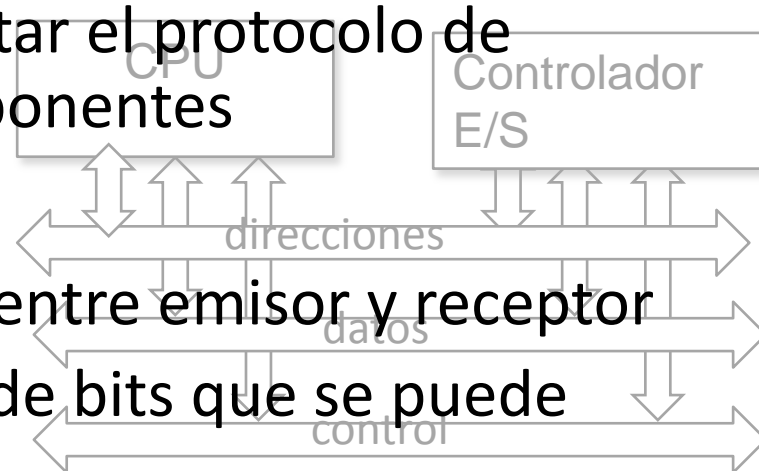 tar el protocolo de
CPU
Controlador
ponentes
E/S
direcciones
entre emisor y receptor
datos
de bits que se puede
control